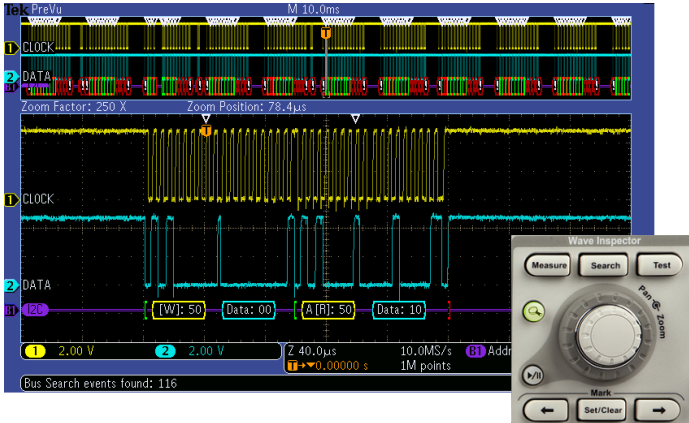 Tek PreVu M 10.0ms
1 CLOCK
2 DATA
B1
Zoom Factor: 250 X Zoom Position: 78.4µs
T
1 CLOCK
2 DATA
B1 I2C [W]: 50 Data: 00 A [R]: 50 Data: 10
1 2.00 V 2 2.00 V Z 40.0µs 10.0MS/s B1 Addr
T→▼0.00000 s 1M points
Bus Search events found: 116
Wave Inspector
Measure Search Test
Pan Zoom
Mark
← Set/Clear →